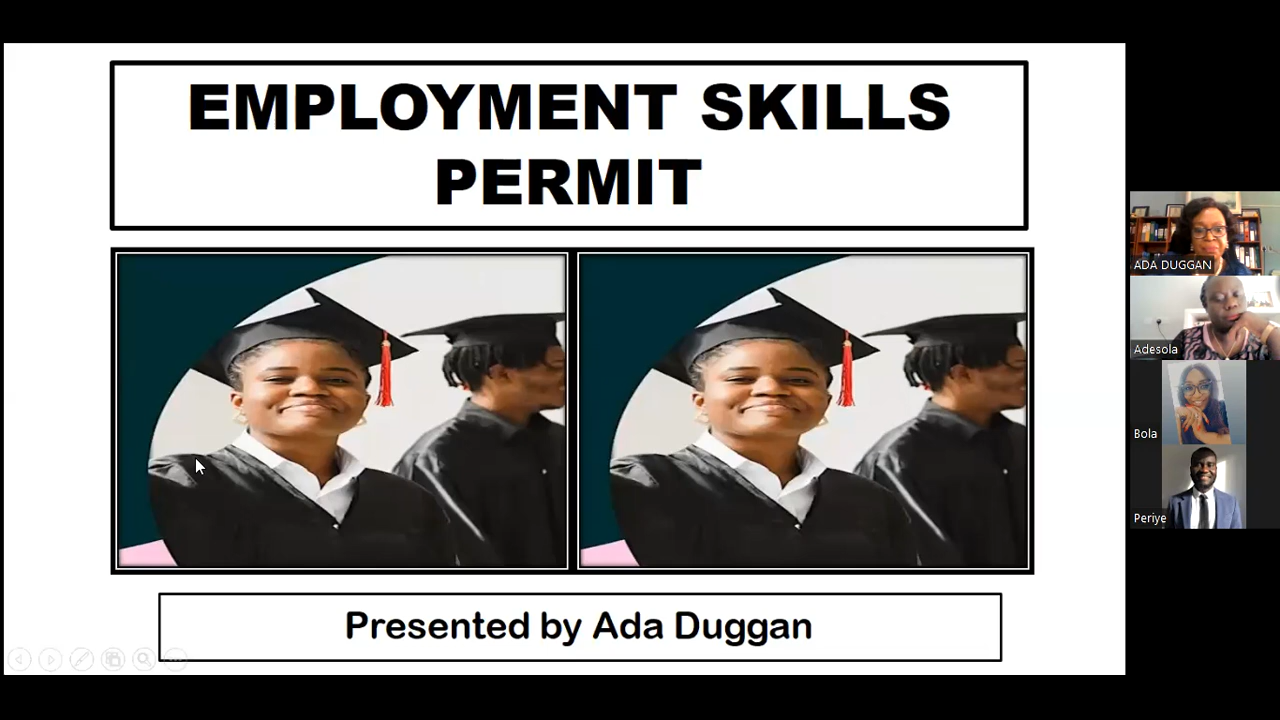 EMPLOYMENT SKILLS
PERMIT
Presented by Ada Duggan
ADA DUGGAN
Adesola
Bola
Periye